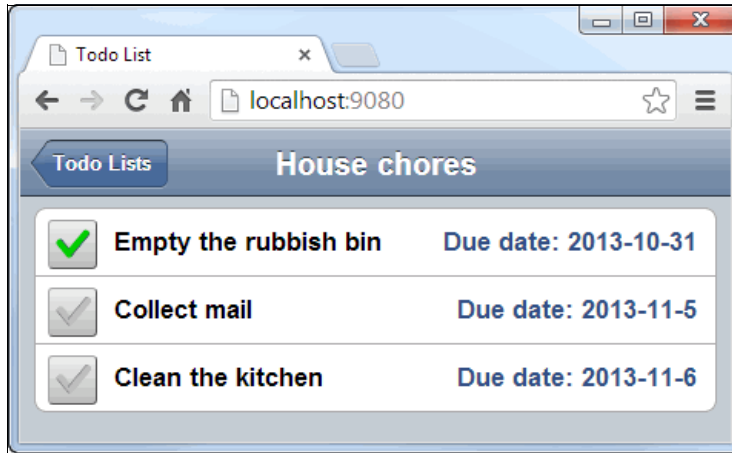 Todo List
localhost:9080
Todo Lists House chores
Empty the rubbish bin Due date: 2013-10-31
Collect mail Due date: 2013-11-5
Clean the kitchen Due date: 2013-11-6